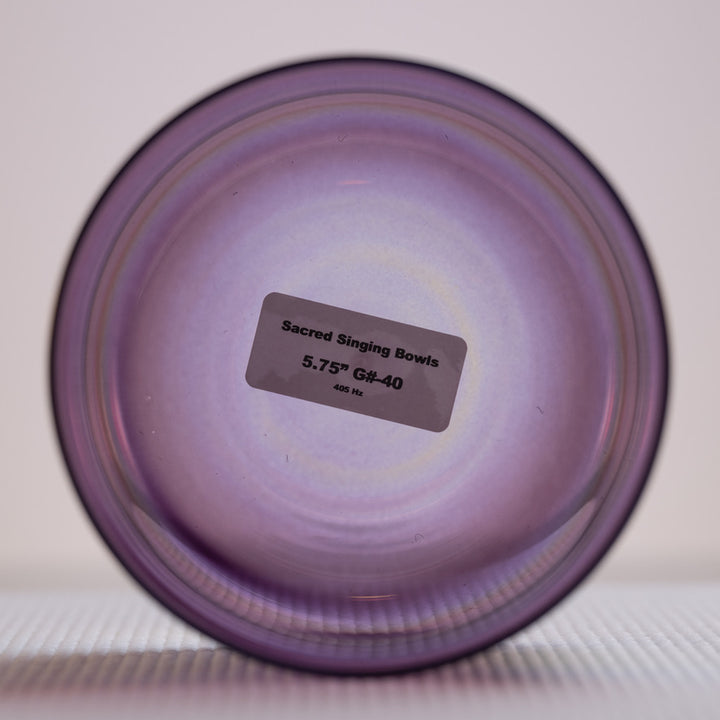 Sacred Singing Bowls
5.75” G#-40
405 Hz